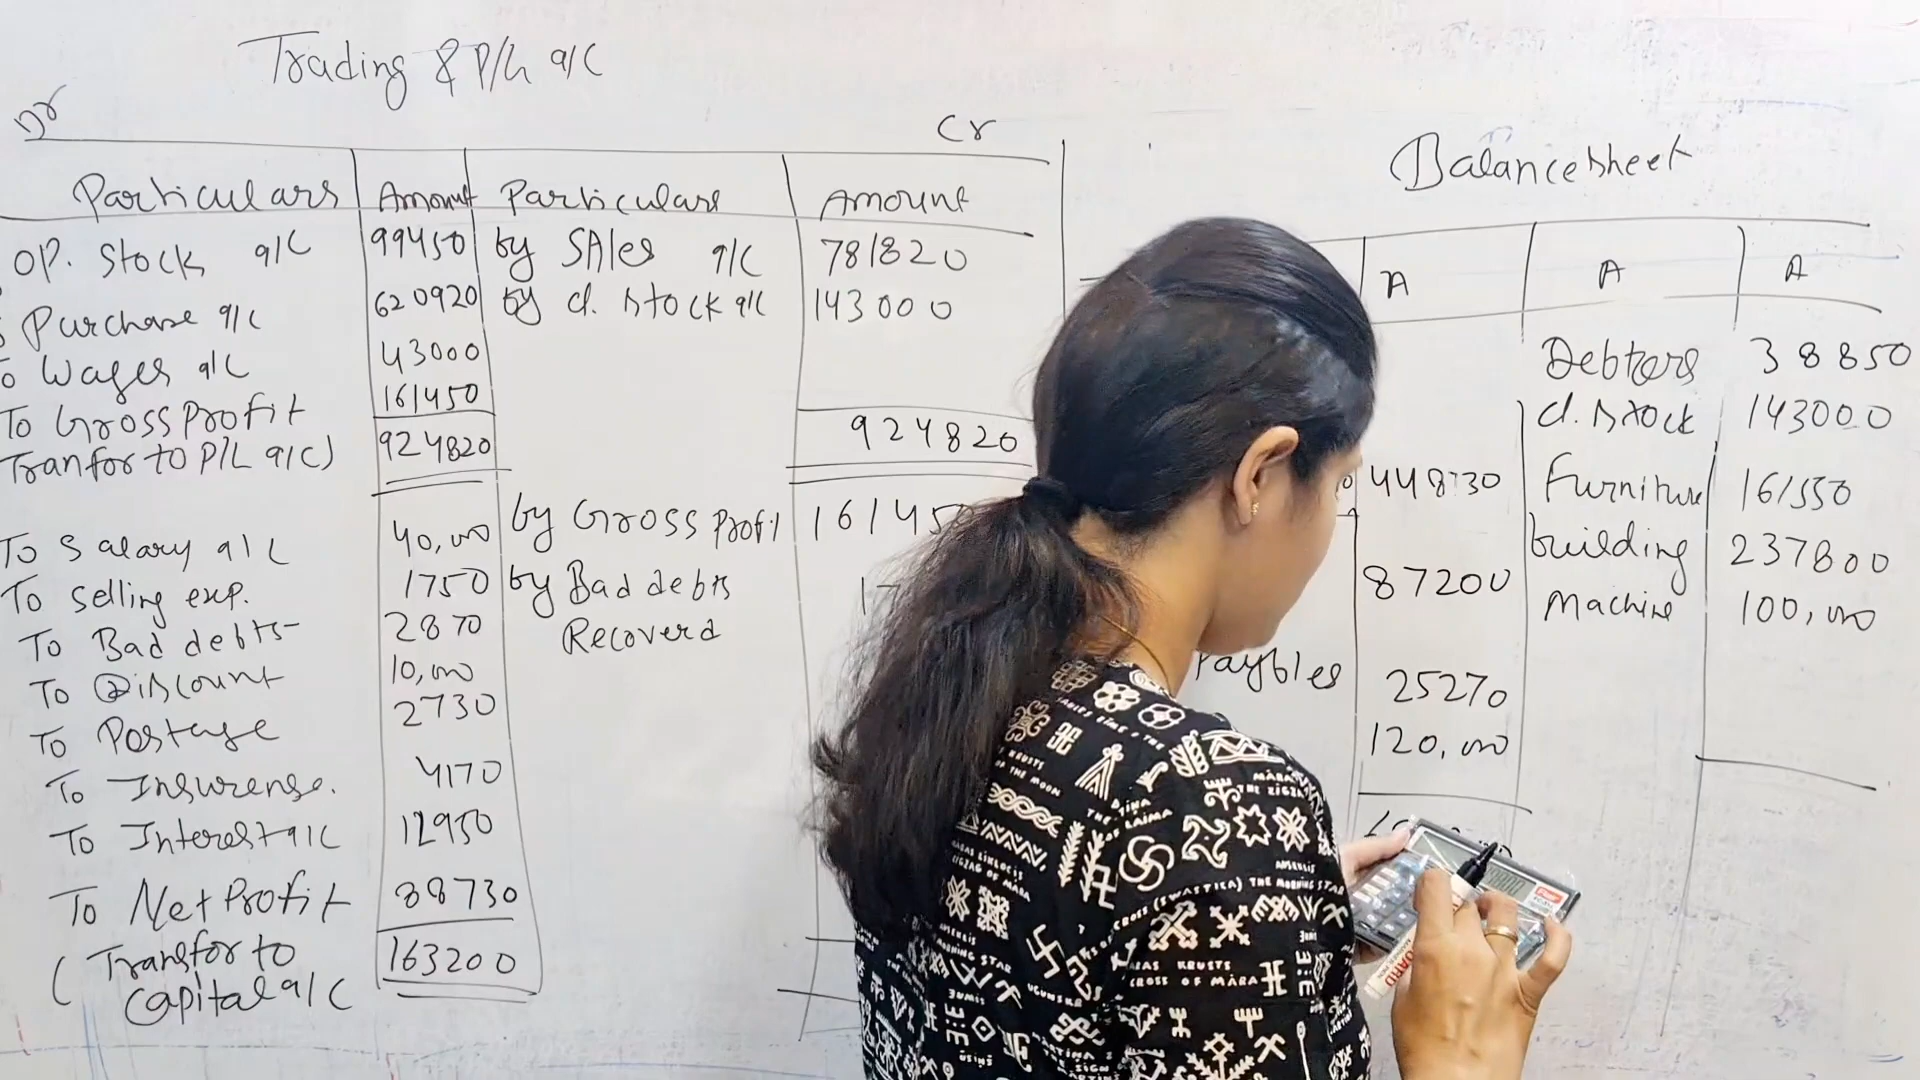 Trading & P/L a/c
Dr
Cr
Particulars Amount Particulars Amount
OP. Stock a/c 99450 by SAles a/c 781820
Purchase a/c 620920 by cl. stock a/c 143000
To Wages a/c 43000
To Gross Profit 161450
Tranfor to P/L a/c) 924820 924820
To Salary a/c 40,000 by Gross Profit
To selling exp. 1750 by Bad debts
To Bad debts 2870 Recoverd
To Discount 10,000
To Postage 2730
To Insurense. 4170
To Interest a/c 12950
To Net Profit 88730
( Transfor to 163200
Capital a/c
Balancesheet
A A A
Debtors 38850
cl. stock 143000
448730 Furniture 161550
building 237800
87200 Machine 100,000
Paybles 25270
120,000